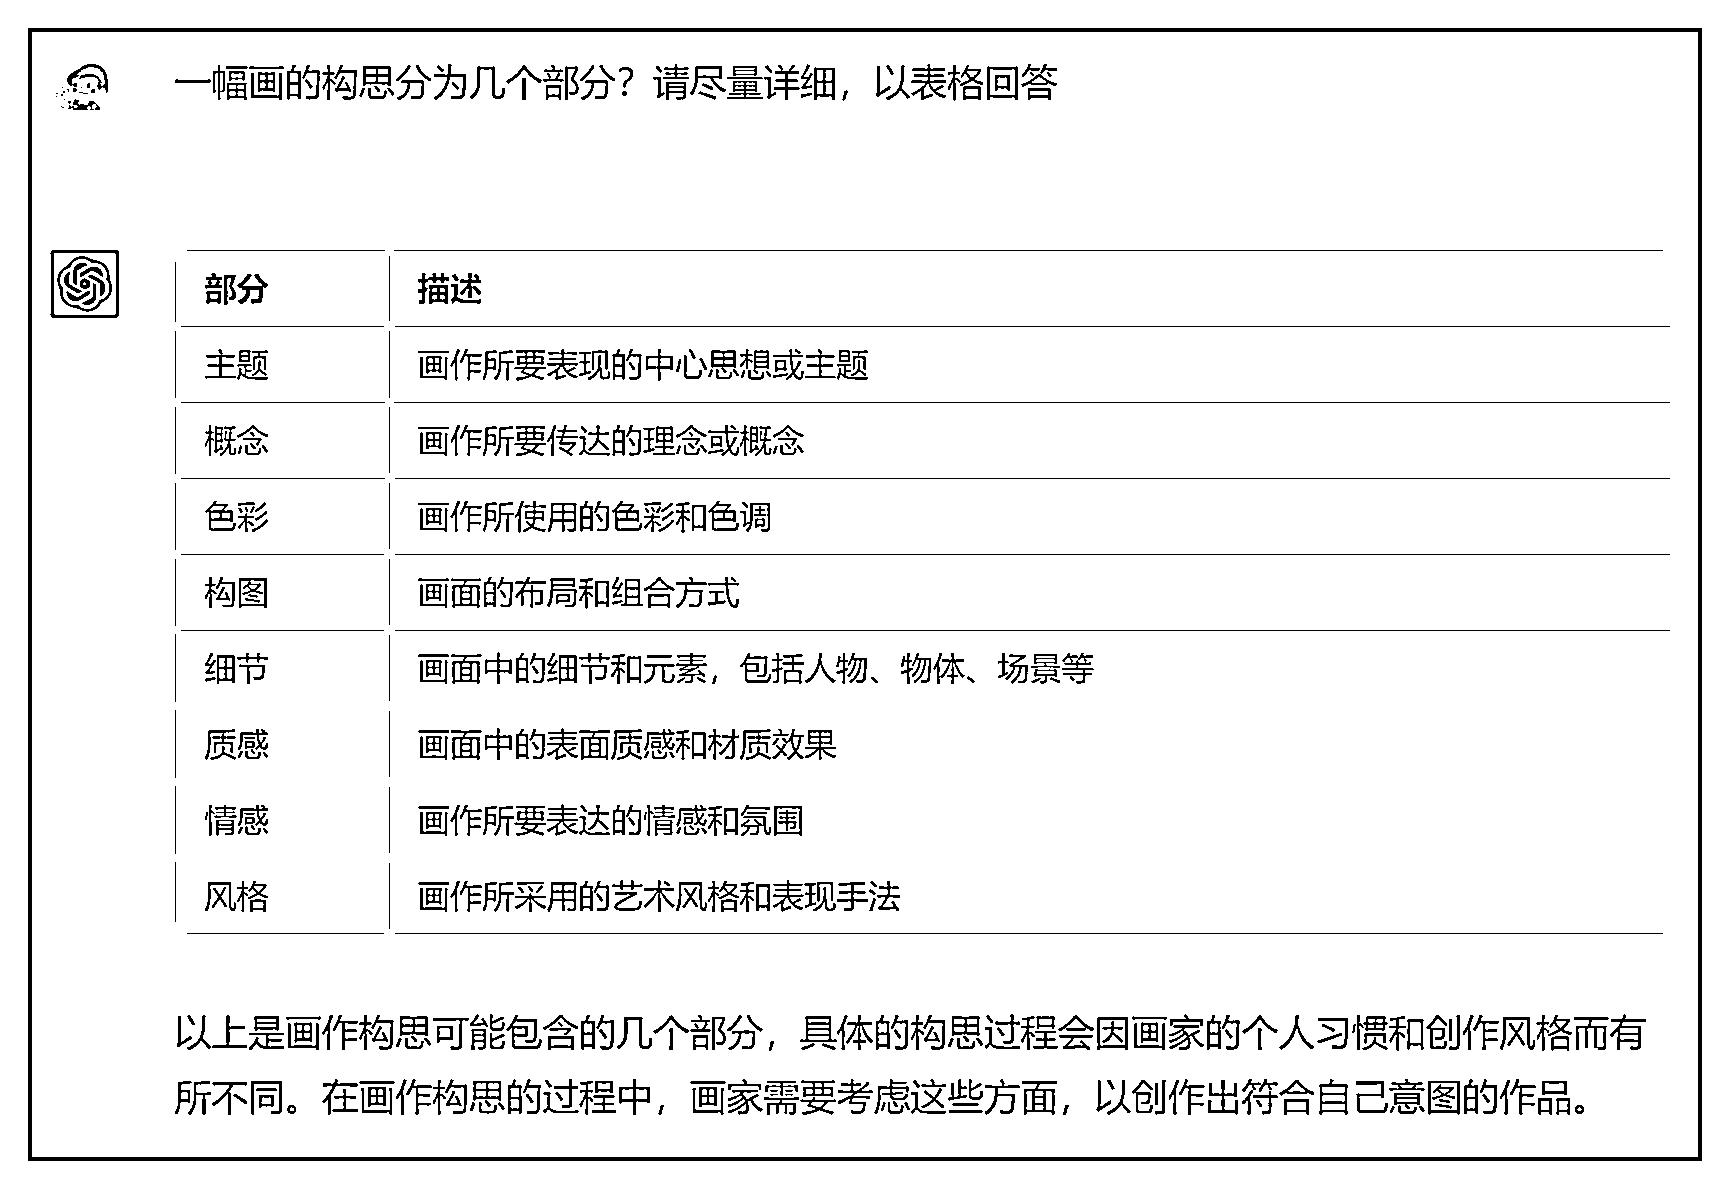 一幅画的构思分为几个部分？请尽量详细，以表格回答
部分 描述
主题 画作所要表现的中心思想或主题
概念 画作所要传达的理念或概念
色彩 画作所使用的色彩和色调
构图 画面的布局和组合方式
细节 画面中的细节和元素，包括人物、物体、场景等
质感 画面中的表面质感和材质效果
情感 画作所要表达的情感和氛围
风格 画作所采用的艺术风格和表现手法
以上是画作构思可能包含的几个部分，具体的构思过程会因画家的个人习惯和创作风格而有
所不同。在画作构思的过程中，画家需要考虑这些方面，以创作出符合自己意图的作品。